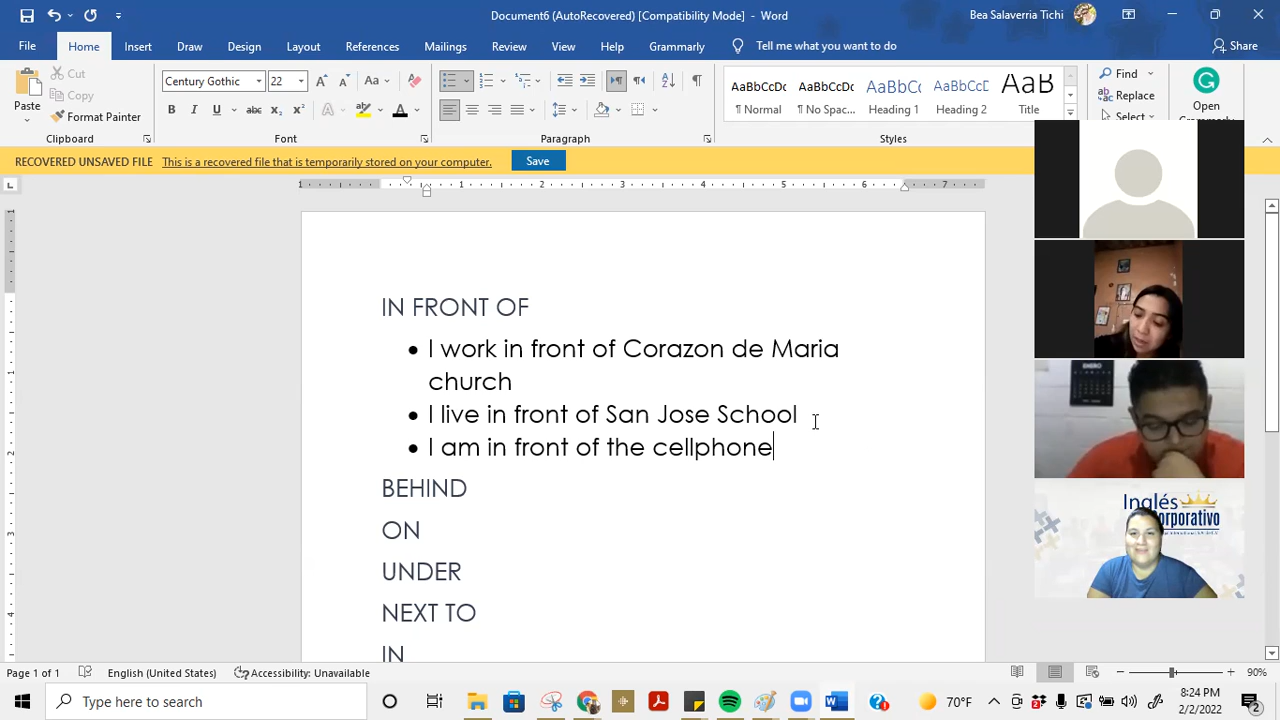 Document6 (AutoRecovered) [Compatibility Mode] - Word
Bea Salaverria Tichi
File Home Insert Draw Design Layout References Mailings Review View Help Grammarly Tell me what you want to do Share
Paste
Cut
Copy
Format Painter
Clipboard
Century Gothic 22
Font
Paragraph
AaBbCcDc AaBbCcDc AaBbCc AaBbCcD AaB
¶ Normal ¶ No Spac... Heading 1 Heading 2 Title
Styles
Find
Replace
Select
Open
RECOVERED UNSAVED FILE This is a recovered file that is temporarily stored on your computer. Save
IN FRONT OF
• I work in front of Corazon de Maria
church
• I live in front of San Jose School
• I am in front of the cellphone
BEHIND
ON
UNDER
NEXT TO
IN
Inglés
Corporativo
Page 1 of 1 English (United States) Accessibility: Unavailable 90%
Type here to search
70°F
8:24 PM
2/2/2022
2